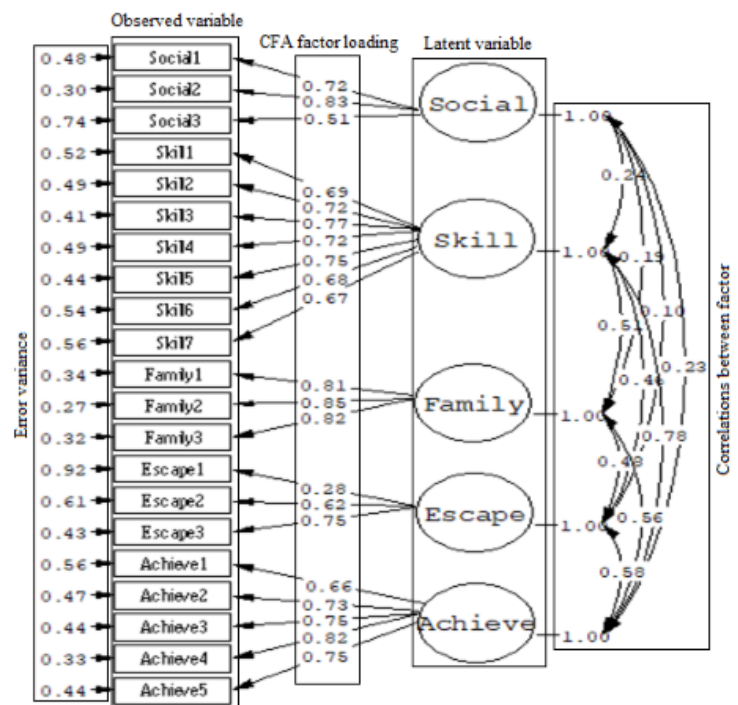 Observed variable
CFA factor loading
Latent variable
Error variance
Correlations between factor
0.48 Social1
0.30 Social2
0.74 Social3
0.52 Skill1
0.49 Skill2
0.41 Skill3
0.49 Skill4
0.44 Skill5
0.54 Skill6
0.56 Skill7
0.34 Family1
0.27 Family2
0.32 Family3
0.92 Escape1
0.61 Escape2
0.43 Escape3
0.56 Achieve1
0.47 Achieve2
0.44 Achieve3
0.33 Achieve4
0.44 Achieve5
0.72
0.83
0.51
0.69
0.72
0.77
0.72
0.75
0.68
0.67
0.81
0.85
0.82
0.28
0.62
0.75
0.66
0.73
0.75
0.82
0.75
Social
Skill
Family
Escape
Achieve
1.00
1.00
1.00
1.00
1.00
0.24
0.19
0.10
0.51
0.23
0.46
0.78
0.48
0.56
0.58